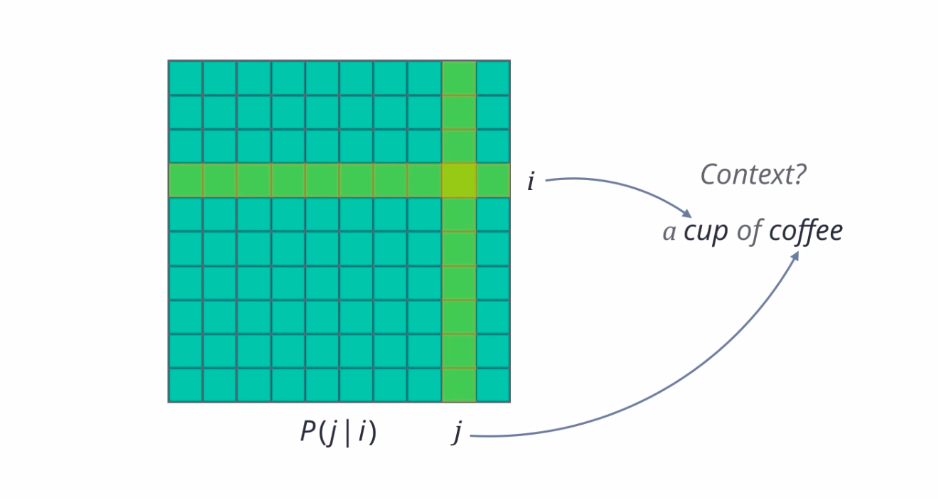 i
Context?
a cup of coffee
P(j|i)
j